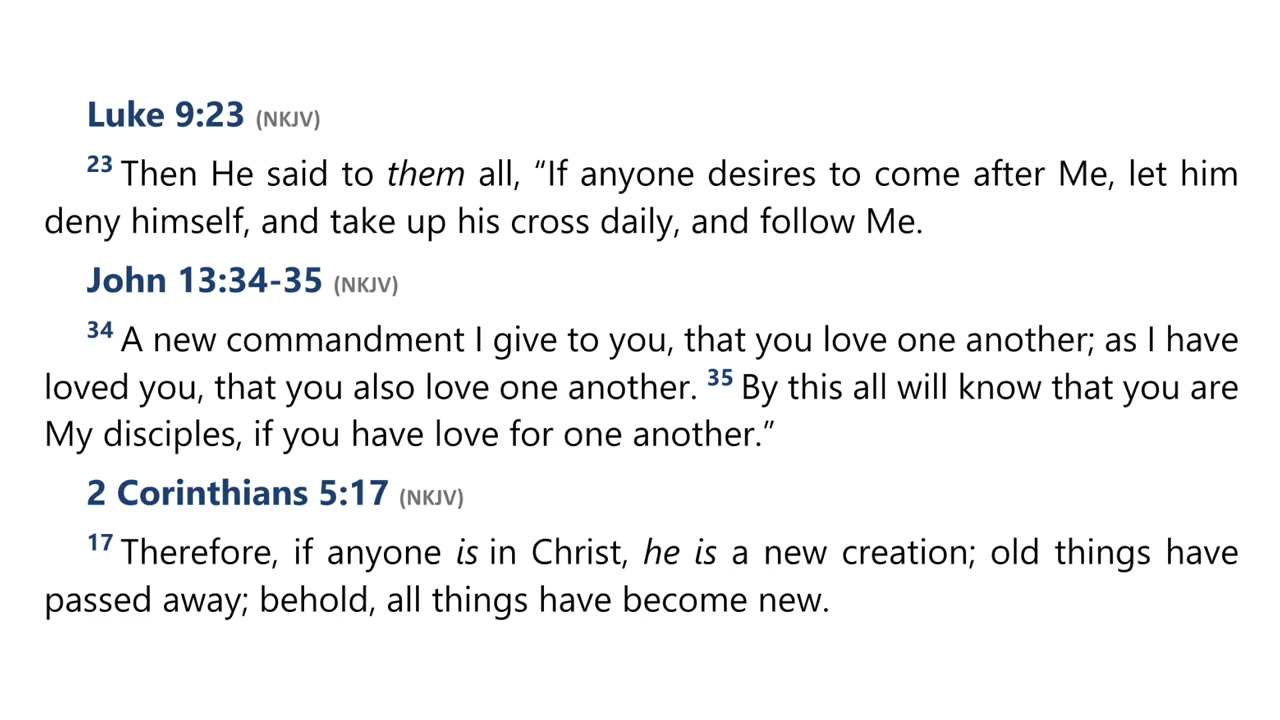 Luke 9:23 (NKJV)
23 Then He said to them all, “If anyone desires to come after Me, let him
deny himself, and take up his cross daily, and follow Me.
John 13:34-35 (NKJV)
34 A new commandment I give to you, that you love one another; as I have
loved you, that you also love one another. 35 By this all will know that you are
My disciples, if you have love for one another.”
2 Corinthians 5:17 (NKJV)
17 Therefore, if anyone is in Christ, he is a new creation; old things have
passed away; behold, all things have become new.